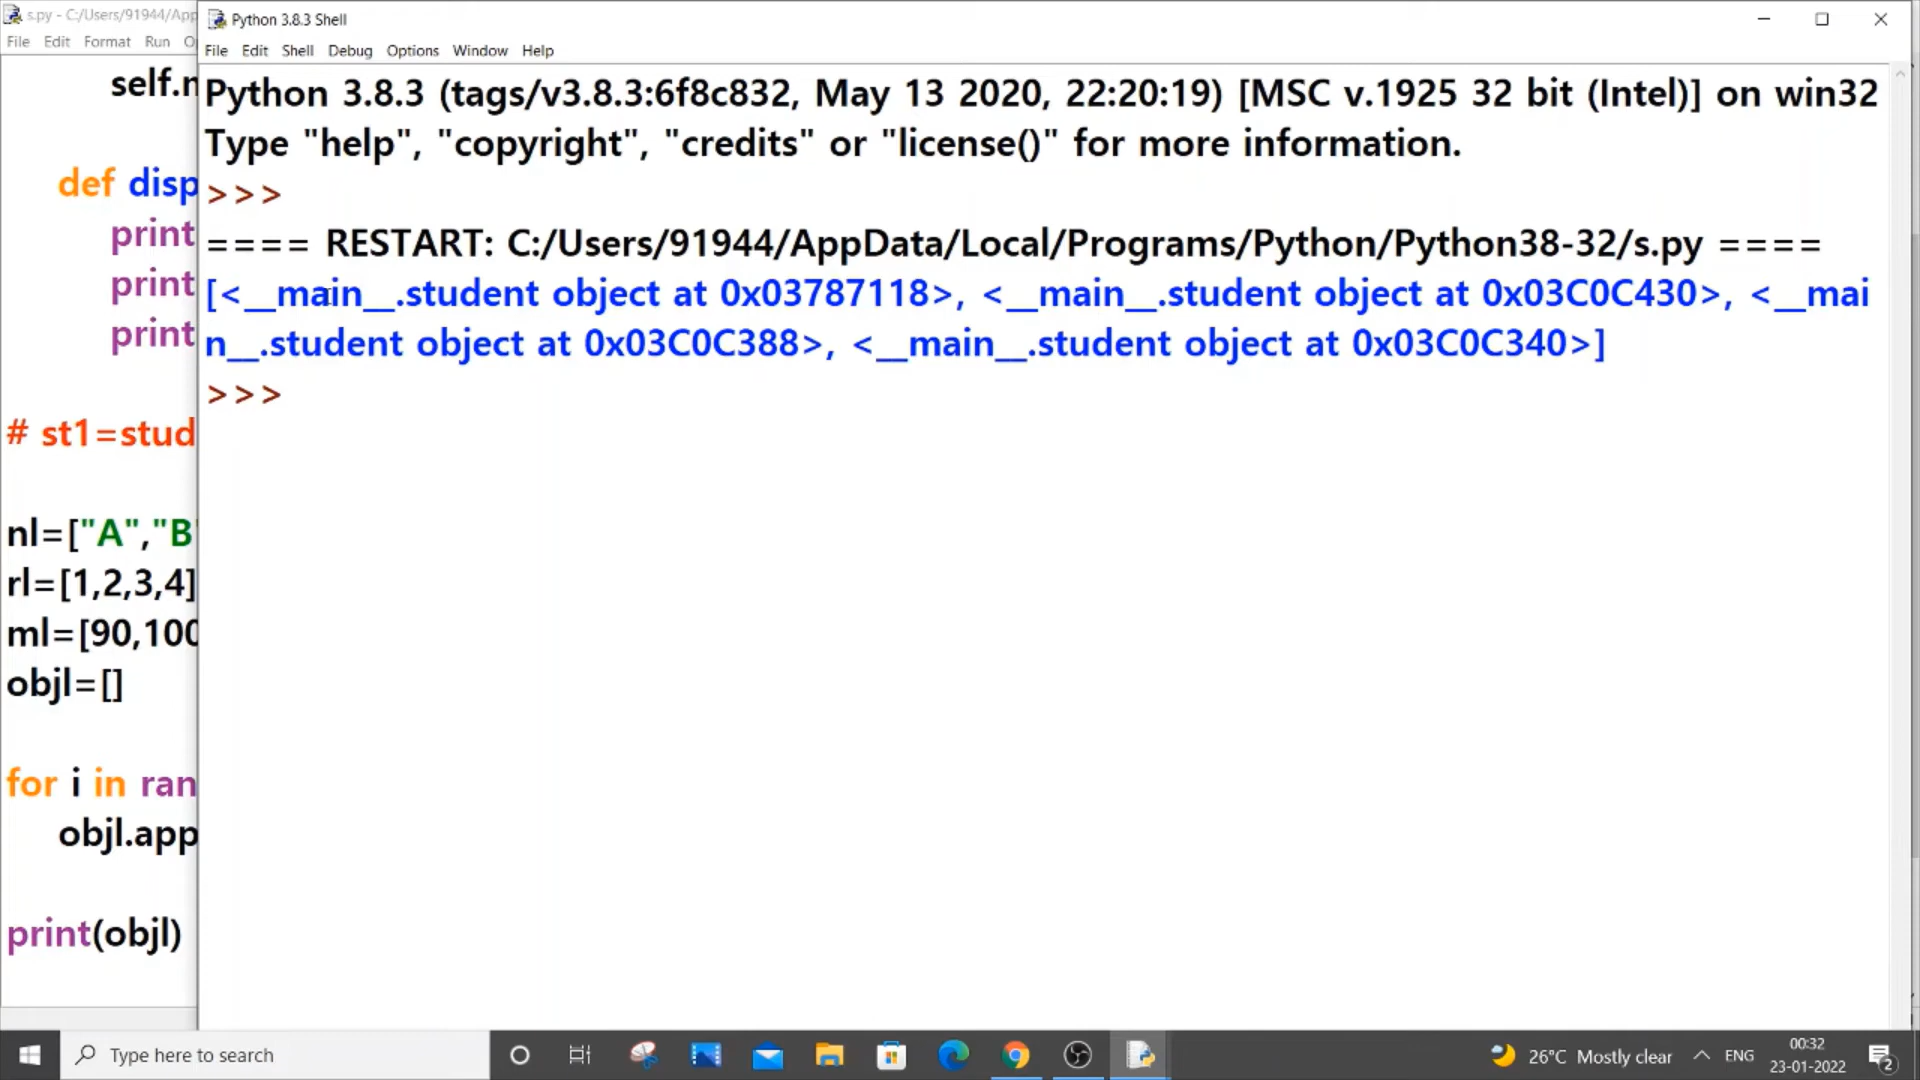 s.py - C:/Users/91944/App
File Edit Format Run
self.n
def disp
print
print
print
# st1=stud
nl=["A","B"
rl=[1,2,3,4]
ml=[90,100
objl=[]
for i in ran
objl.app
print(objl)
Python 3.8.3 Shell
File Edit Shell Debug Options Window Help
Python 3.8.3 (tags/v3.8.3:6f8c832, May 13 2020, 22:20:19) [MSC v.1925 32 bit (Intel)] on win32
Type "help", "copyright", "credits" or "license()" for more information.
>>>
==== RESTART: C:/Users/91944/AppData/Local/Programs/Python/Python38-32/s.py ====
[<__main__.student object at 0x03787118>, <__main__.student object at 0x03C0C430>, <__mai
n__.student object at 0x03C0C388>, <__main__.student object at 0x03C0C340>]
>>>
Type here to search
26°C Mostly clear
ENG
00:32
23-01-2022
2